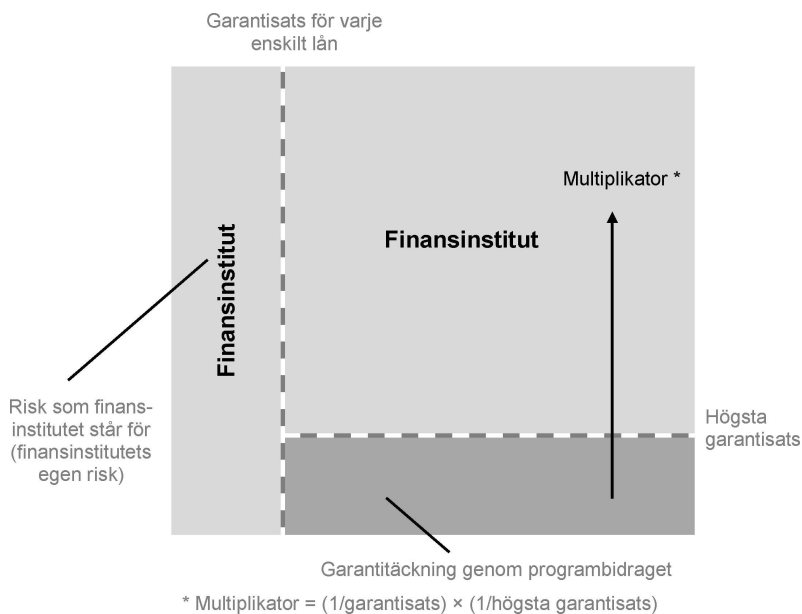 Garantisats för varje
enskilt lån
Multiplikator *
Finansinstitut
Finansinstitut
Risk som finans-
institutet står för
(finansinstitutets
egen risk)
Högsta
garantisats
Garantitäckning genom programbidraget
* Multiplikator = (1/garantisats) × (1/högsta garantisats)